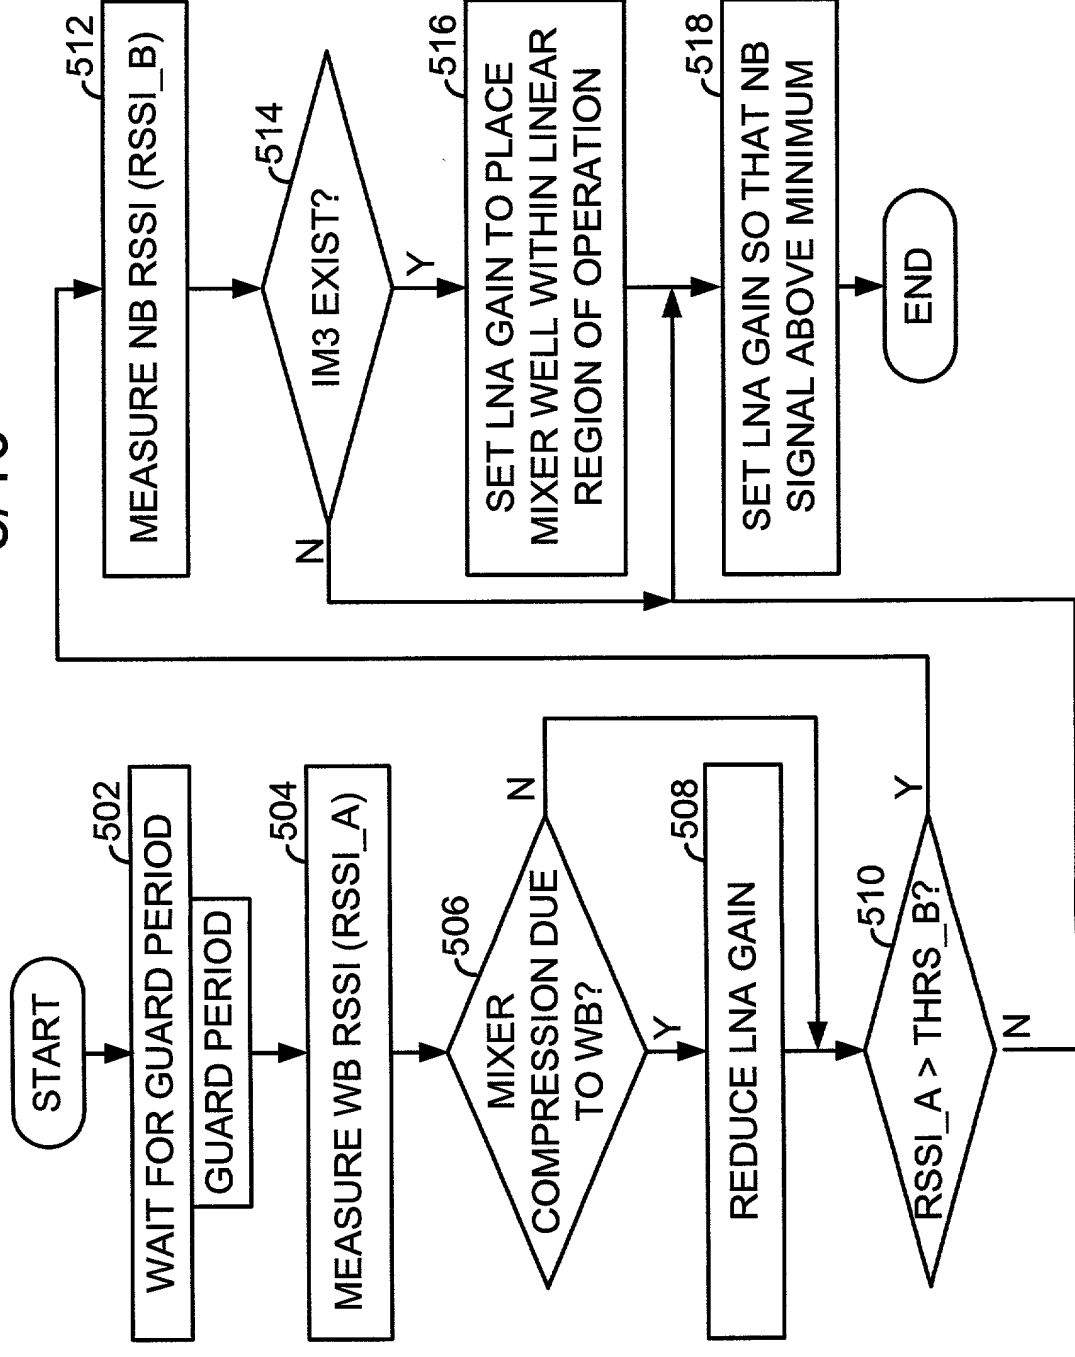 START
502
WAIT FOR GUARD PERIOD
GUARD PERIOD
504
MEASURE WB RSSI (RSSI_A)
506
MIXER
COMPRESSION DUE
TO WB?
N
Y
508
REDUCE LNA GAIN
510
RSSI_A > THRS_B?
Y
N
512
MEASURE NB RSSI (RSSI_B)
514
IM3 EXIST?
N
Y
516
SET LNA GAIN TO PLACE
MIXER WELL WITHIN LINEAR
REGION OF OPERATION
518
SET LNA GAIN SO THAT NB
SIGNAL ABOVE MINIMUM
END